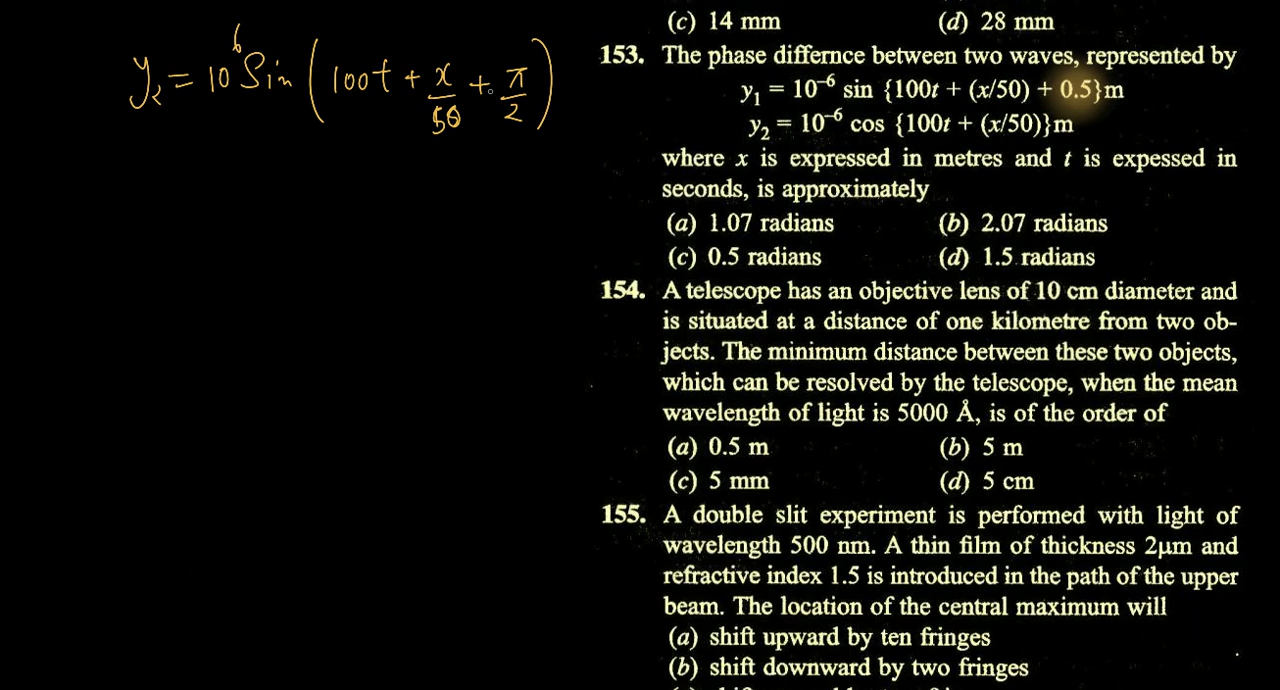 y₂ = 10⁶ Sin (100t + x/50 + π/2)
(c) 14 mm (d) 28 mm
153. The phase differnce between two waves, represented by
y₁ = 10⁻⁶ sin {100t + (x/50) + 0.5}m
y₂ = 10⁻⁶ cos {100t + (x/50)}m
where x is expressed in metres and t is expessed in
seconds, is approximately
(a) 1.07 radians (b) 2.07 radians
(c) 0.5 radians (d) 1.5 radians
154. A telescope has an objective lens of 10 cm diameter and
is situated at a distance of one kilometre from two ob-
jects. The minimum distance between these two objects,
which can be resolved by the telescope, when the mean
wavelength of light is 5000 Å, is of the order of
(a) 0.5 m (b) 5 m
(c) 5 mm (d) 5 cm
155. A double slit experiment is performed with light of
wavelength 500 nm. A thin film of thickness 2μm and
refractive index 1.5 is introduced in the path of the upper
beam. The location of the central maximum will
(a) shift upward by ten fringes
(b) shift downward by two fringes